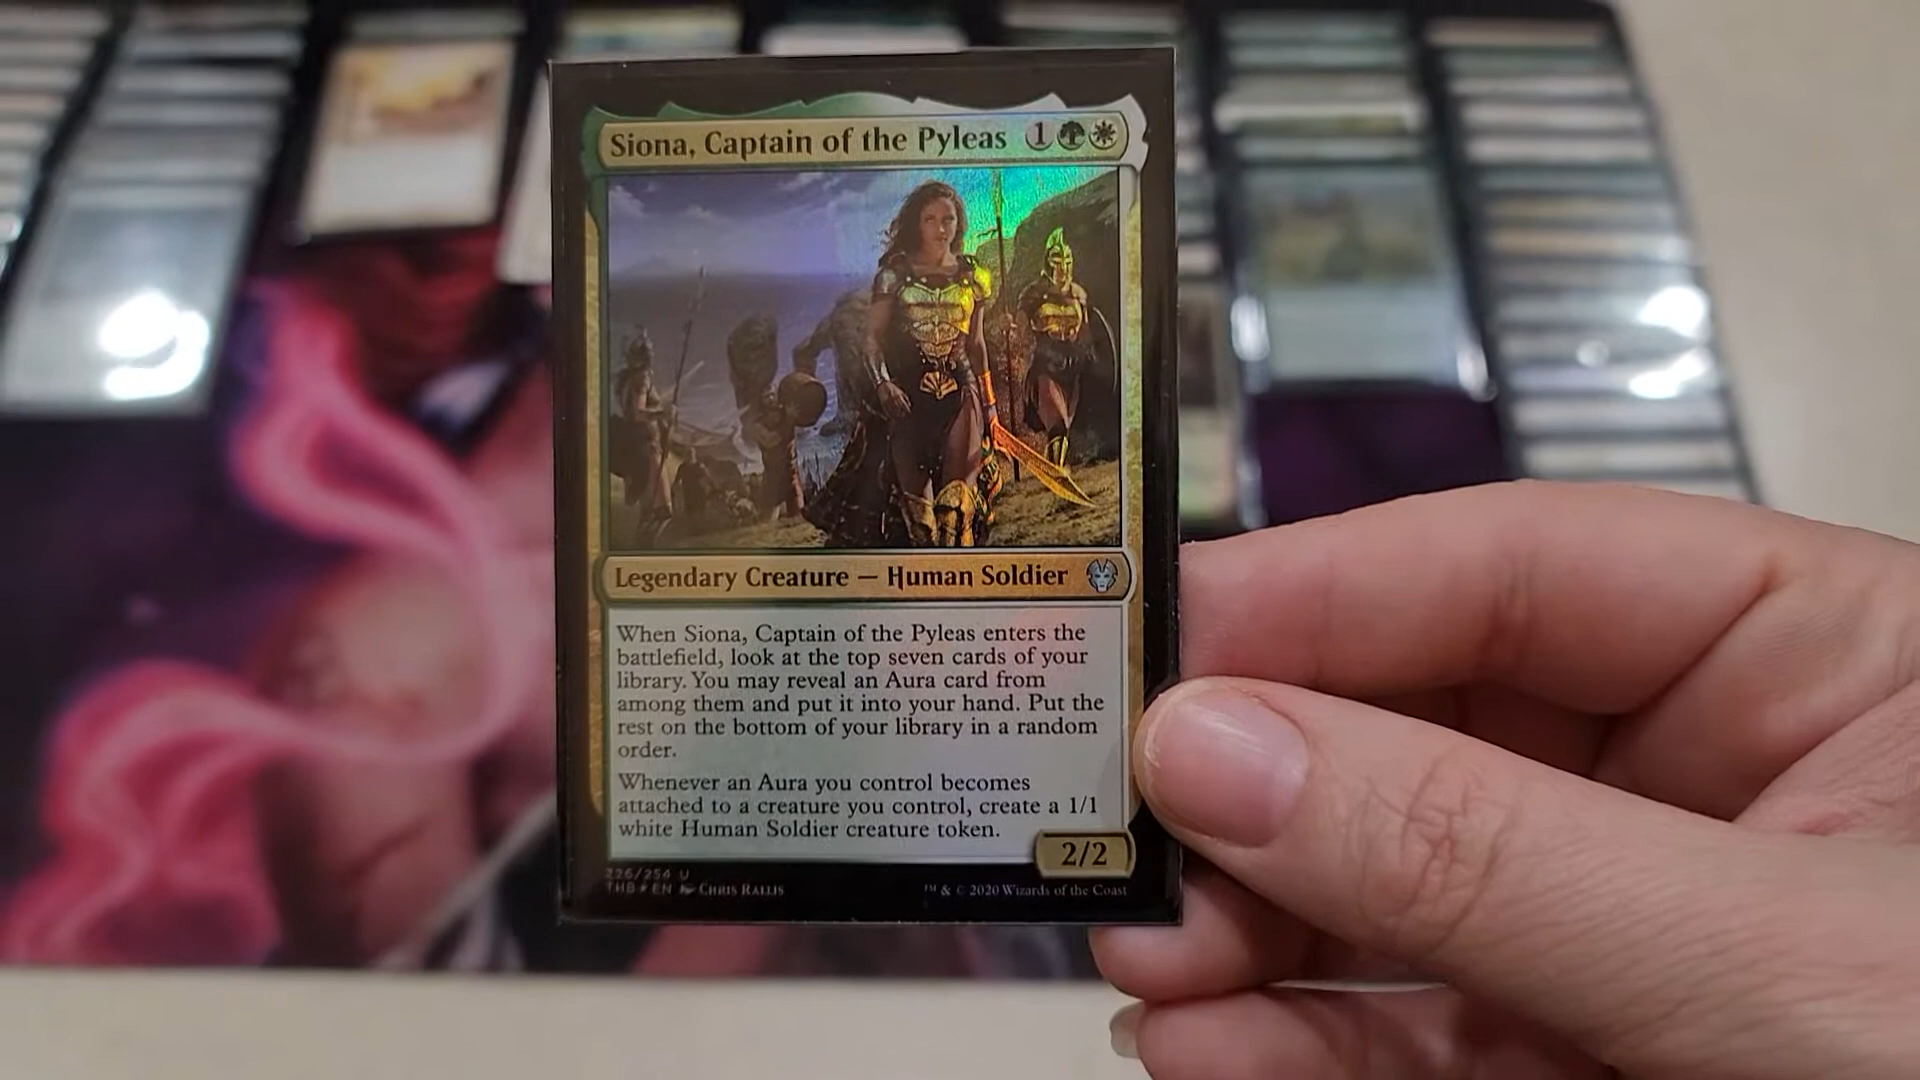 Siona, Captain of the Pyleas 1
Legendary Creature — Human Soldier
When Siona, Captain of the Pyleas enters the
battlefield, look at the top seven cards of your
library. You may reveal an Aura card from
among them and put it into your hand. Put the
rest on the bottom of your library in a random
order.
Whenever an Aura you control becomes
attached to a creature you control, create a 1/1
white Human Soldier creature token.
2/2
226/254 U
THB ★ EN Chris Rallis
™ & © 2020 Wizards of the Coast